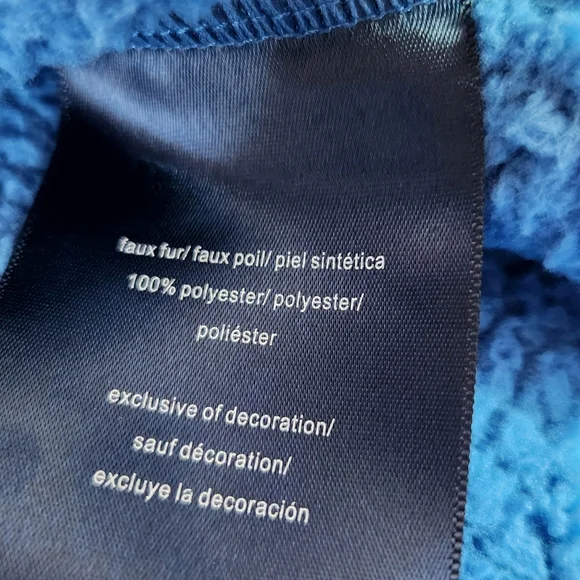 faux fur/ faux poil/ piel sintética
100% polyester/ polyester/
poliéster
exclusive of decoration/
sauf décoration/
excluye la decoración